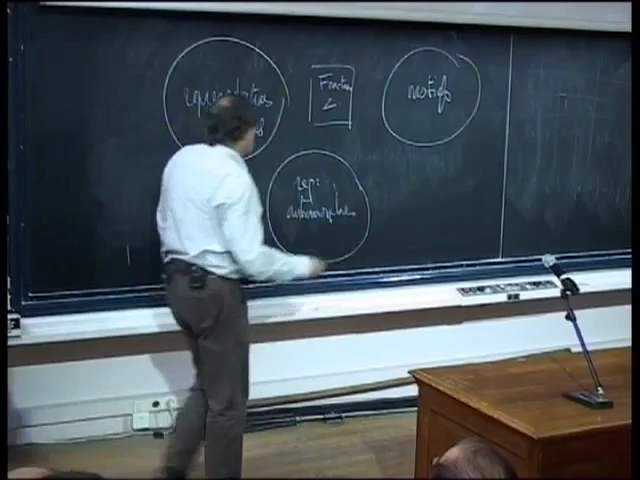 représentations
Fonctions
L
motifs
rep.
automorphes